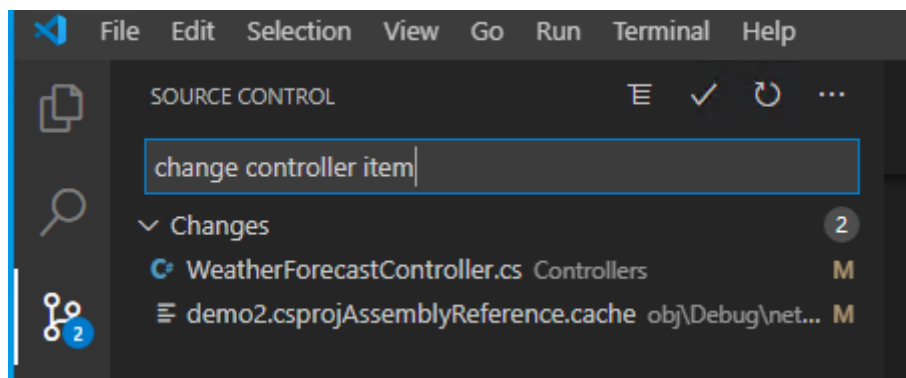 File Edit Selection View Go Run Terminal Help
SOURCE CONTROL
change controller item
Changes 2
WeatherForecastController.cs Controllers M
demo2.csprojAssemblyReference.cache obj\Debug\net... M
2